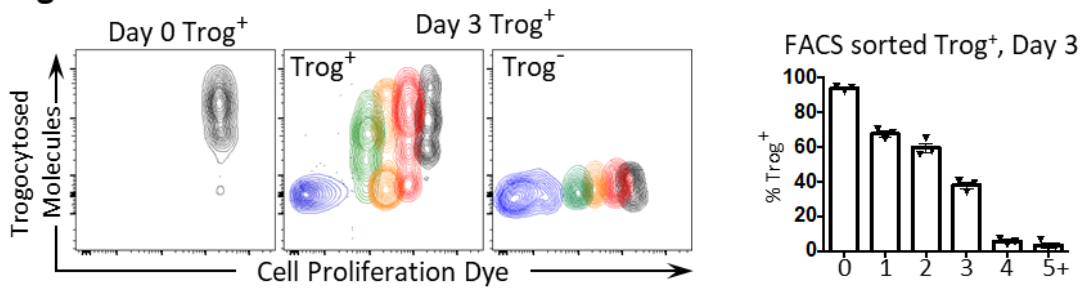 Day 0 Trog⁺
Day 3 Trog⁺
Trog⁺
Trog⁻
Trogocytosed
Molecules
Cell Proliferation Dye
FACS sorted Trog⁺, Day 3
% Trog⁺
100
80
60
40
20
0
0 1 2 3 4 5+